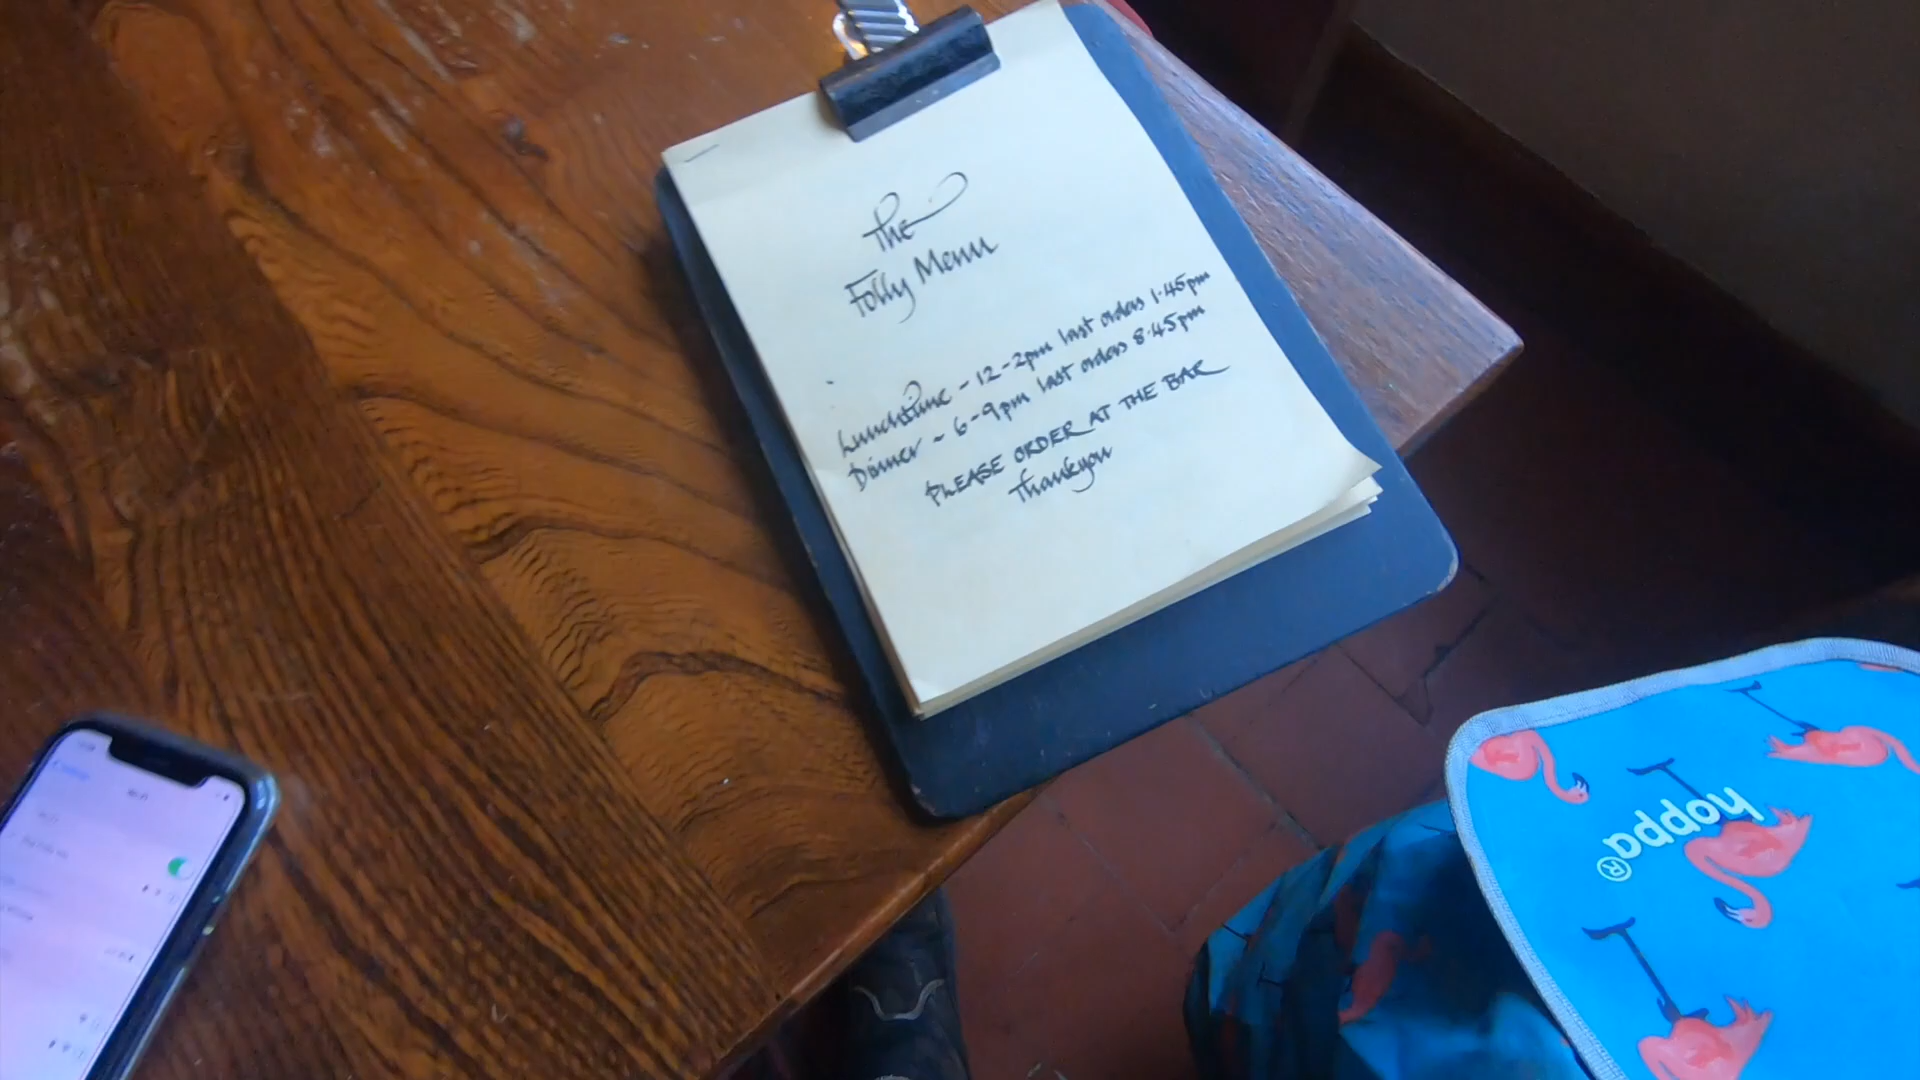 The
Folly Menu
Lunchtime - 12-2pm last orders 1.45pm
Dinner - 6-9pm last orders 8.45pm
PLEASE ORDER AT THE BAR
Thankyou
hoppa®